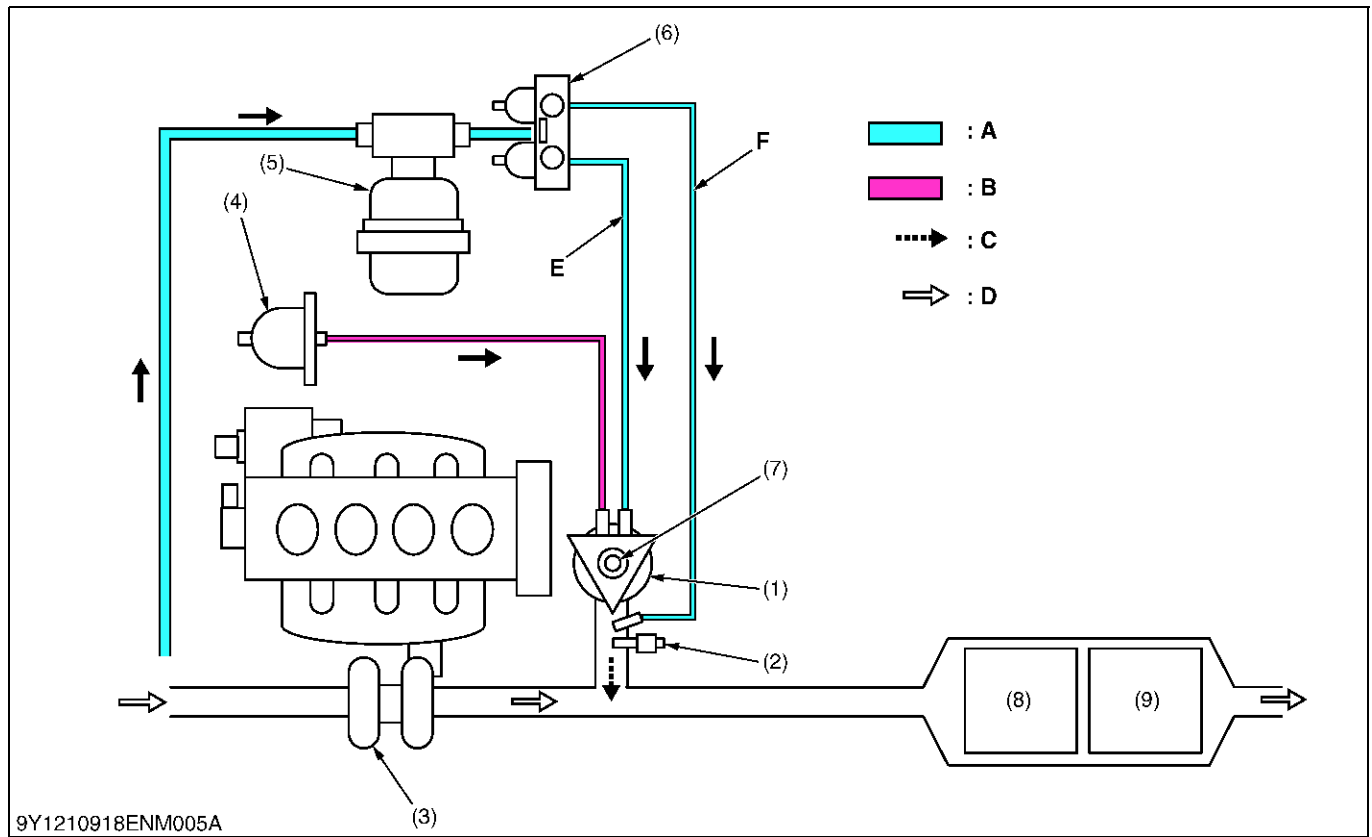 (6)
: A
F
(5)
: B
(4)
: C
E
: D
(7)
(1)
(2)
(8)
(9)
(3)
9Y1210918ENM005A